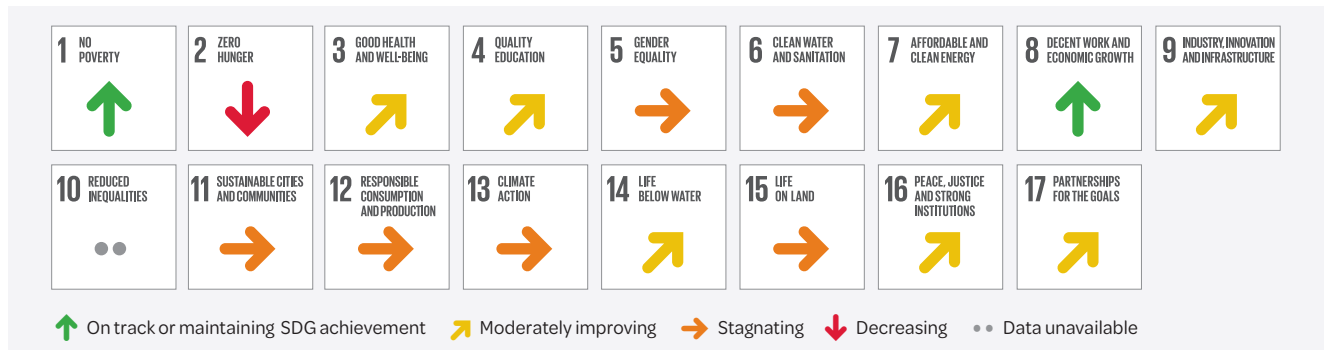 1 NO POVERTY
2 ZERO HUNGER
3 GOOD HEALTH AND WELL-BEING
4 QUALITY EDUCATION
5 GENDER EQUALITY
6 CLEAN WATER AND SANITATION
7 AFFORDABLE AND CLEAN ENERGY
8 DECENT WORK AND ECONOMIC GROWTH
9 INDUSTRY, INNOVATION AND INFRASTRUCTURE
10 REDUCED INEQUALITIES
11 SUSTAINABLE CITIES AND COMMUNITIES
12 RESPONSIBLE CONSUMPTION AND PRODUCTION
13 CLIMATE ACTION
14 LIFE BELOW WATER
15 LIFE ON LAND
16 PEACE, JUSTICE AND STRONG INSTITUTIONS
17 PARTNERSHIPS FOR THE GOALS
On track or maintaining SDG achievement
Moderately improving
Stagnating
Decreasing
Data unavailable